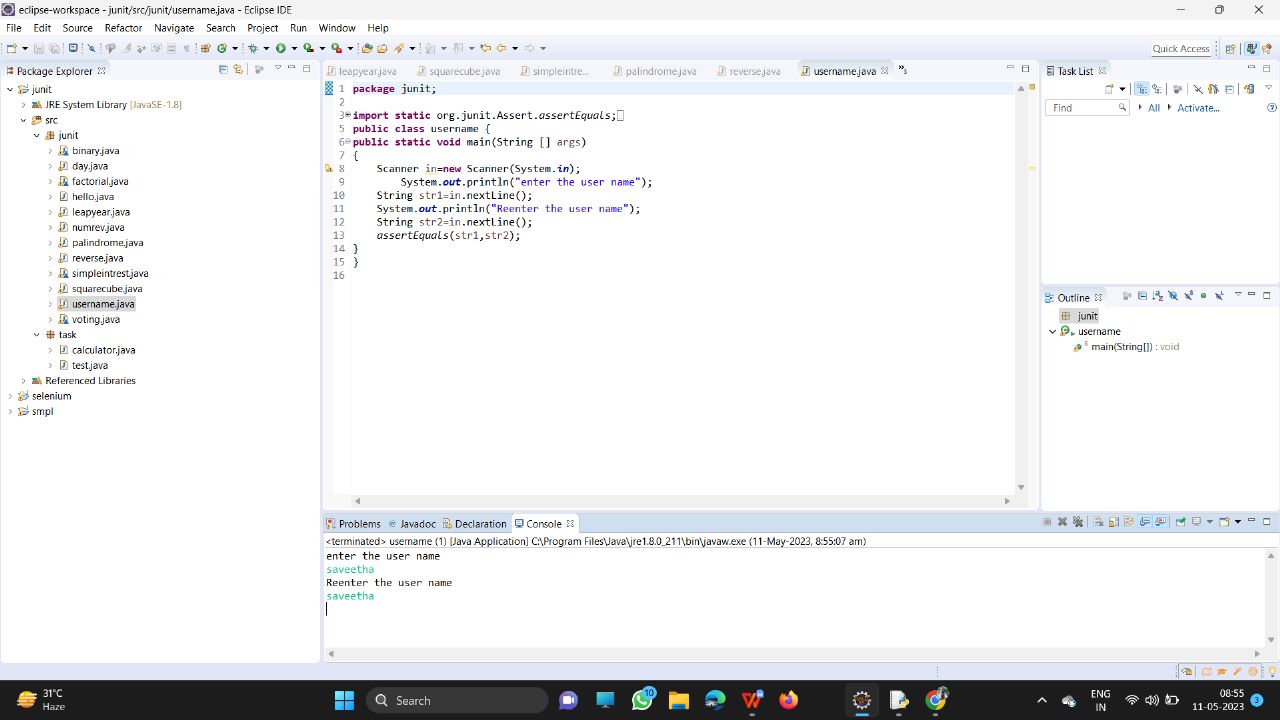 eclipse-workspace - junit/src/junit/username.java - Eclipse IDE
File Edit Source Refactor Navigate Search Project Run Window Help
Quick Access
Package Explorer
junit
JRE System Library [JavaSE-1.8]
src
junit
binary.java
day.java
factorial.java
hello.java
leapyear.java
numrev.java
palindrome.java
reverse.java
simpleintrest.java
squarecube.java
username.java
voting.java
task
calculator.java
test.java
Referenced Libraries
selenium
smpl
leapyear.java squarecube.java simpleintre... palindrome.java reverse.java username.java »3
1 package junit;
2
3 import static org.junit.Assert.assertEquals;
5 public class username {
6 public static void main(String [] args)
7 {
8 Scanner in=new Scanner(System.in);
9 System.out.println("enter the user name");
10 String str1=in.nextLine();
11 System.out.println("Reenter the user name");
12 String str2=in.nextLine();
13 assertEquals(str1,str2);
14 }
15 }
16
Task List
Find All Activate...
Outline
junit
username
main(String[]) : void
Problems Javadoc Declaration Console
<terminated> username (1) [Java Application] C:\Program Files\Java\jre1.8.0_211\bin\javaw.exe (11-May-2023, 8:55:07 am)
enter the user name
saveetha
Reenter the user name
saveetha
31°C
Haze
Search
10
ENG
IN
08:55
11-05-2023
3